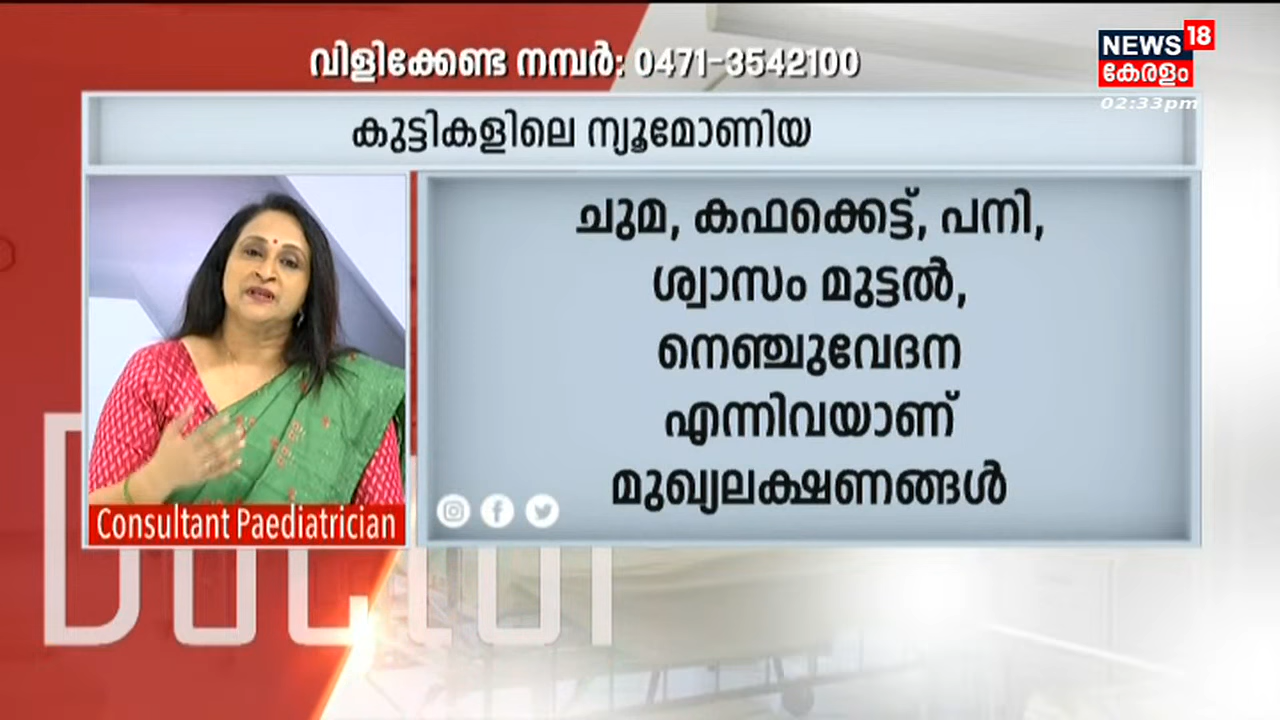 വിളിക്കേണ്ട നമ്പർ: 0471-3542100
NEWS 18
കേരളം
02:33pm
കുട്ടികളിലെ ന്യൂമോണിയ
ചുമ, കഫക്കെട്ട്, പനി,
ശ്വാസം മുട്ടൽ,
നെഞ്ചുവേദന
എന്നിവയാണ്
മുഖ്യലക്ഷണങ്ങൾ
Consultant Paediatrician
Doctor